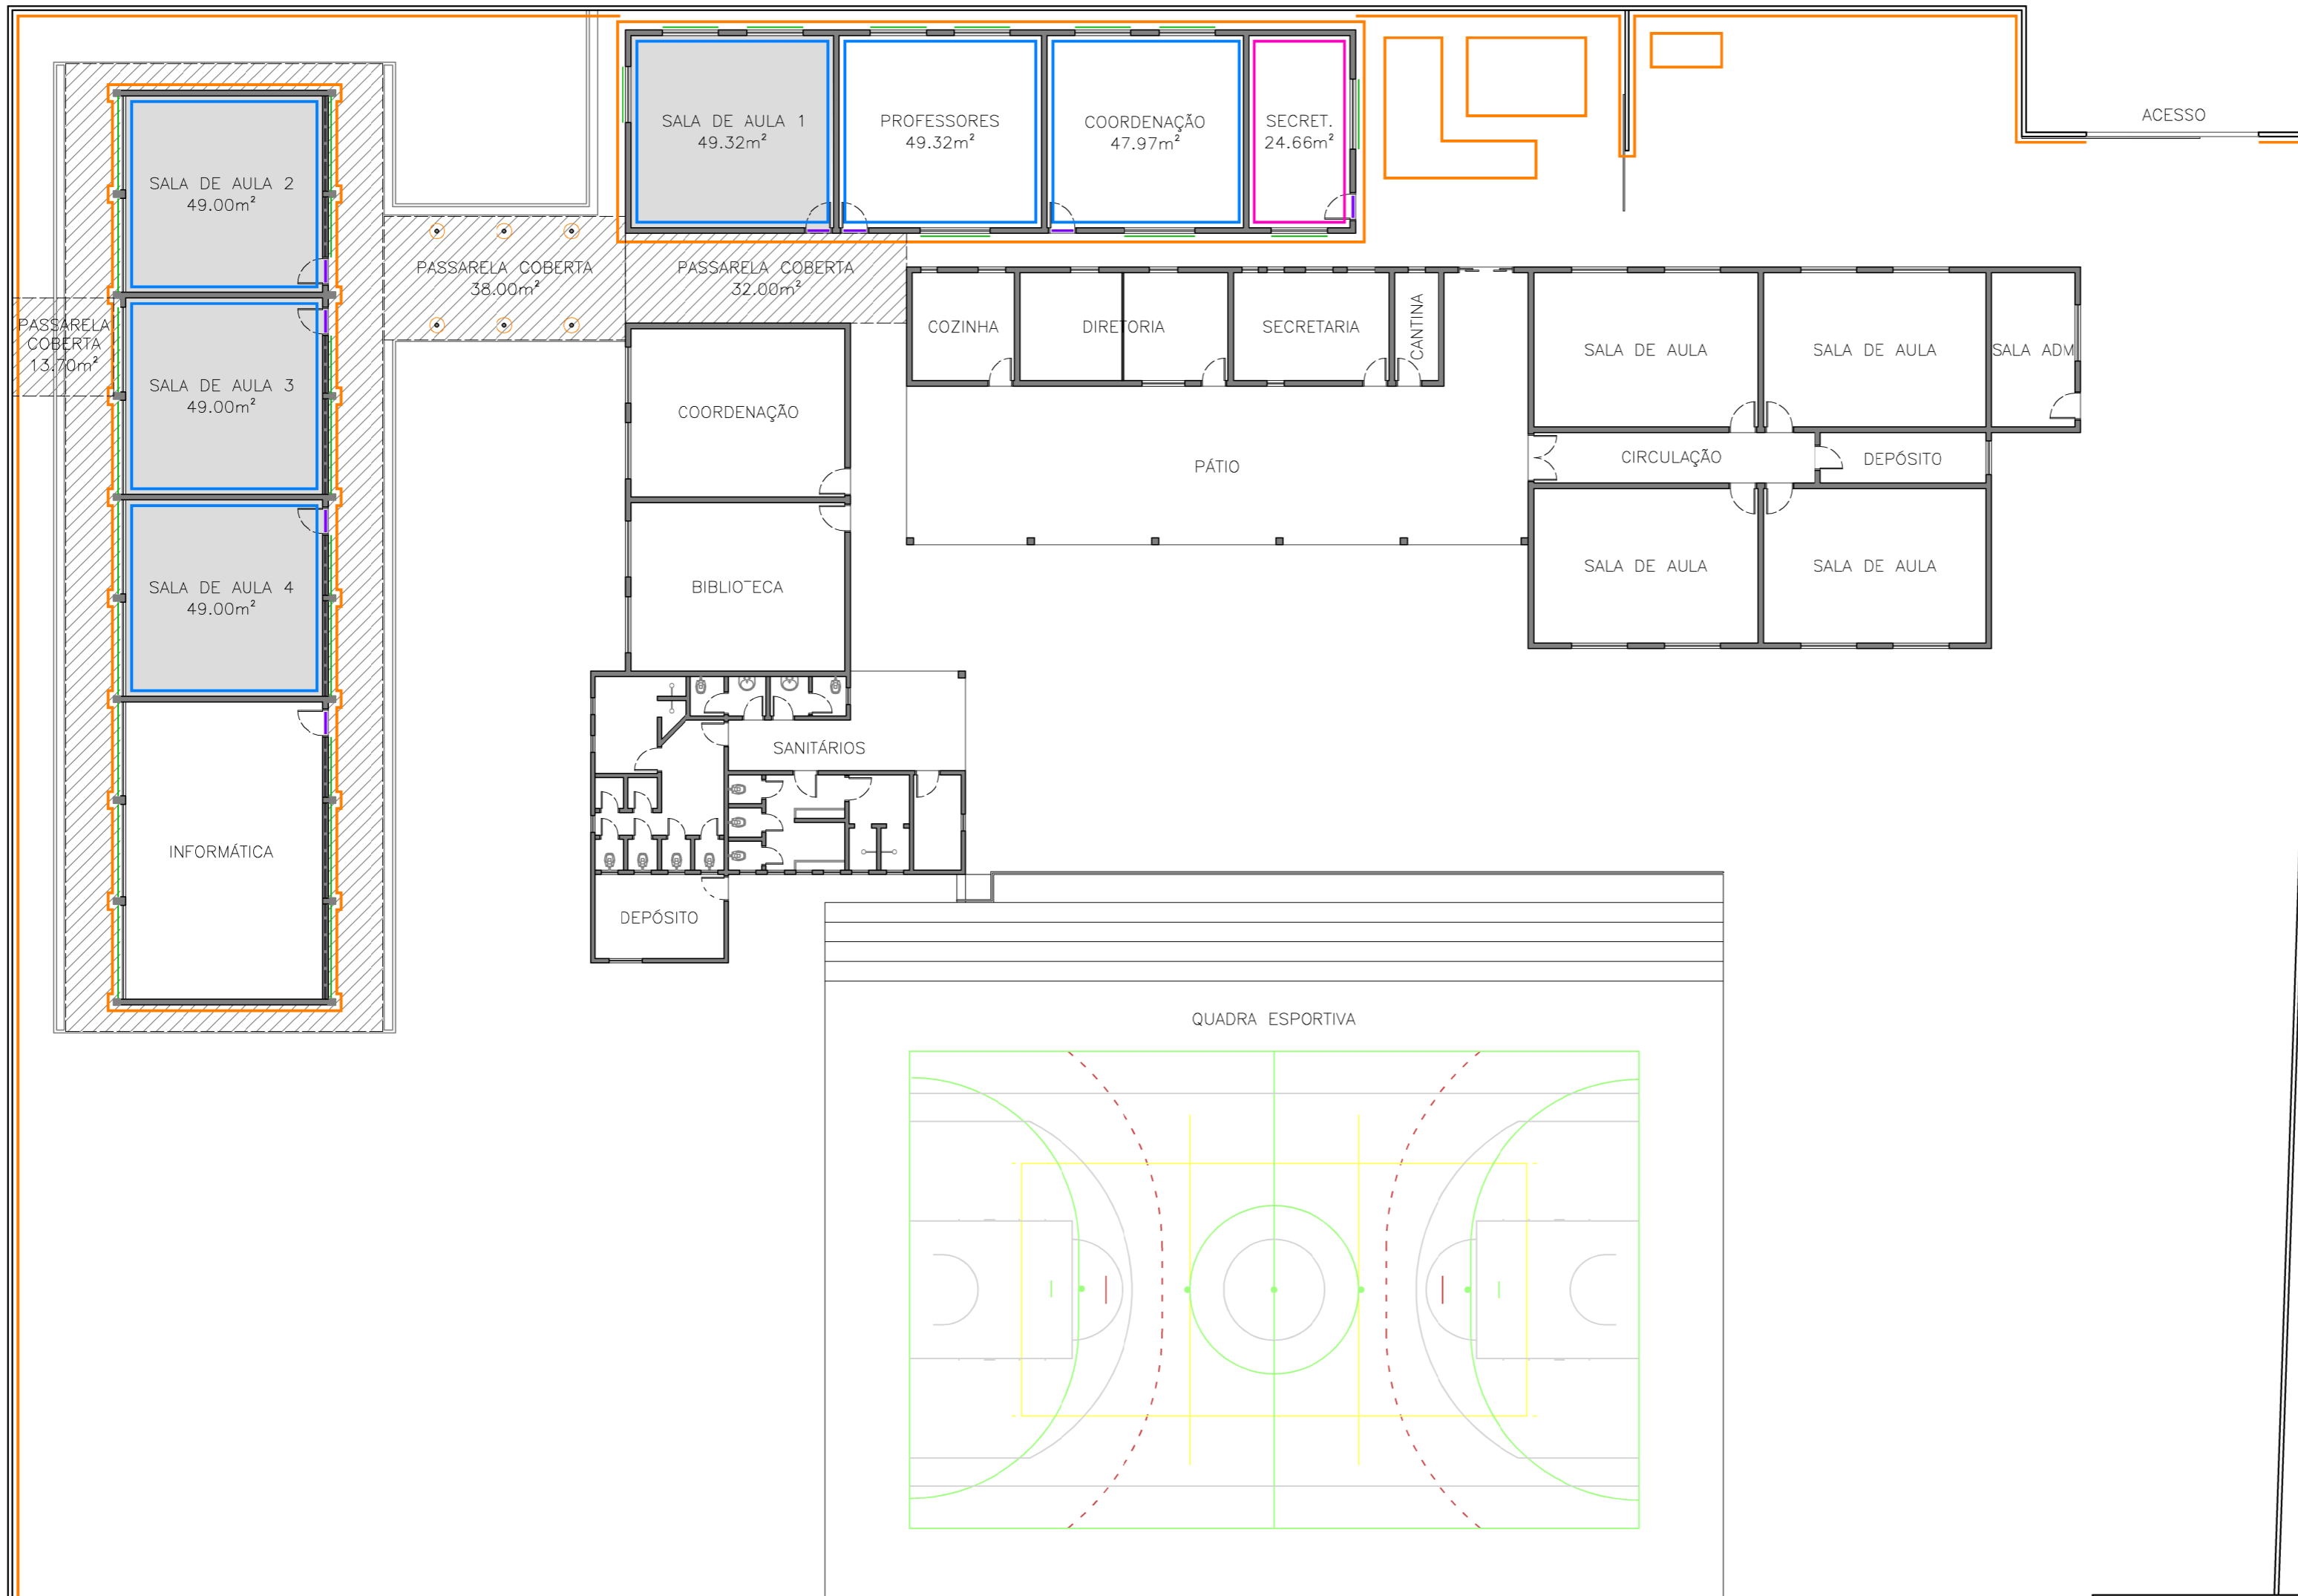 ACESSO
SALA DE AULA 1
49.32m²
PROFESSORES
49.32m²
COORDENAÇÃO
47.97m²
SECRET.
24.66m²
SALA DE AULA 2
49.00m²
PASSARELA COBERTA
38.00m²
PASSARELA COBERTA
32.00m²
PASSARELA
COBERTA
13.70m²
COZINHA
DIRETORIA
SECRETARIA
CANTINA
SALA DE AULA
SALA DE AULA
SALA ADM
SALA DE AULA 3
49.00m²
COORDENAÇÃO
PÁTIO
CIRCULAÇÃO
DEPÓSITO
SALA DE AULA 4
49.00m²
BIBLIOTECA
SALA DE AULA
SALA DE AULA
SANITÁRIOS
INFORMÁTICA
DEPÓSITO
QUADRA ESPORTIVA